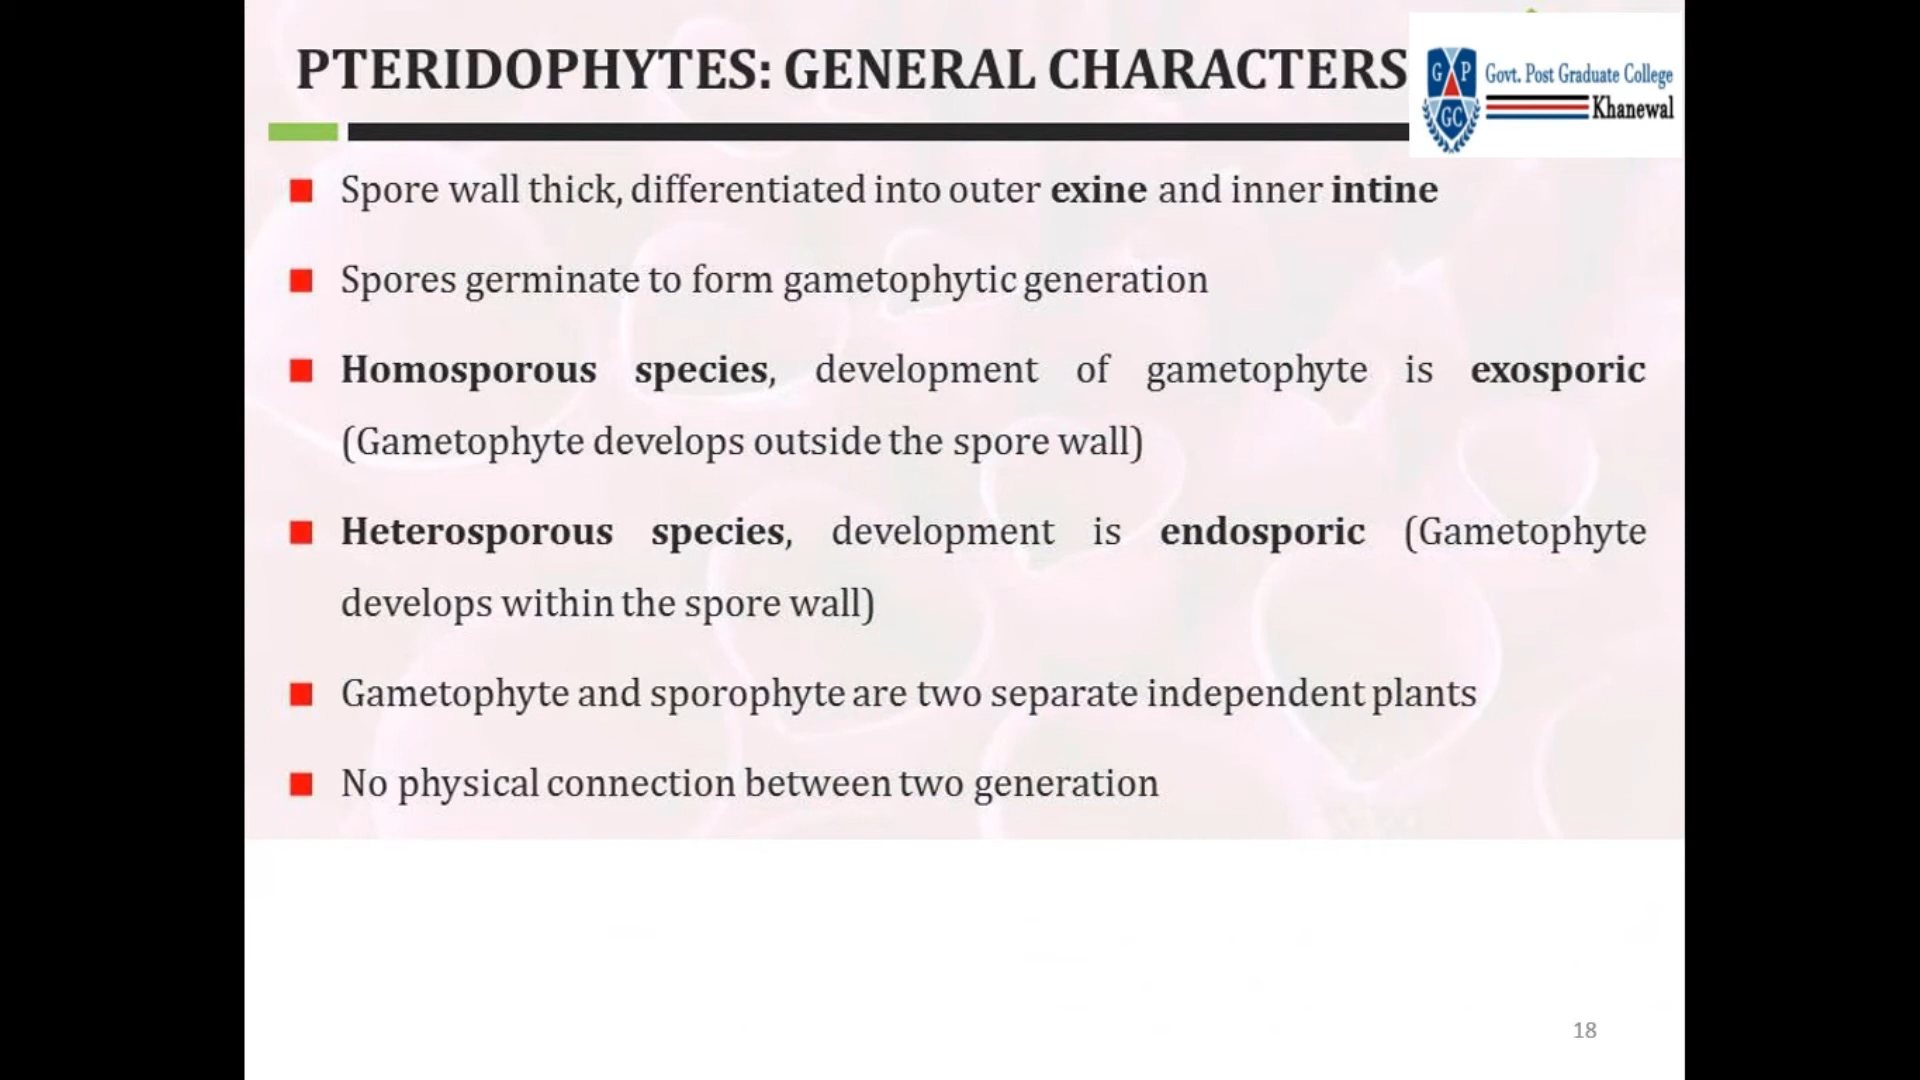 PTERIDOPHYTES: GENERAL CHARACTERS
G P
GC
Govt. Post Graduate College
Khanewal
Spore wall thick, differentiated into outer exine and inner intine
Spores germinate to form gametophytic generation
Homosporous species, development of gametophyte is exosporic
(Gametophyte develops outside the spore wall)
Heterosporous species, development is endosporic (Gametophyte
develops within the spore wall)
Gametophyte and sporophyte are two separate independent plants
No physical connection between two generation
18